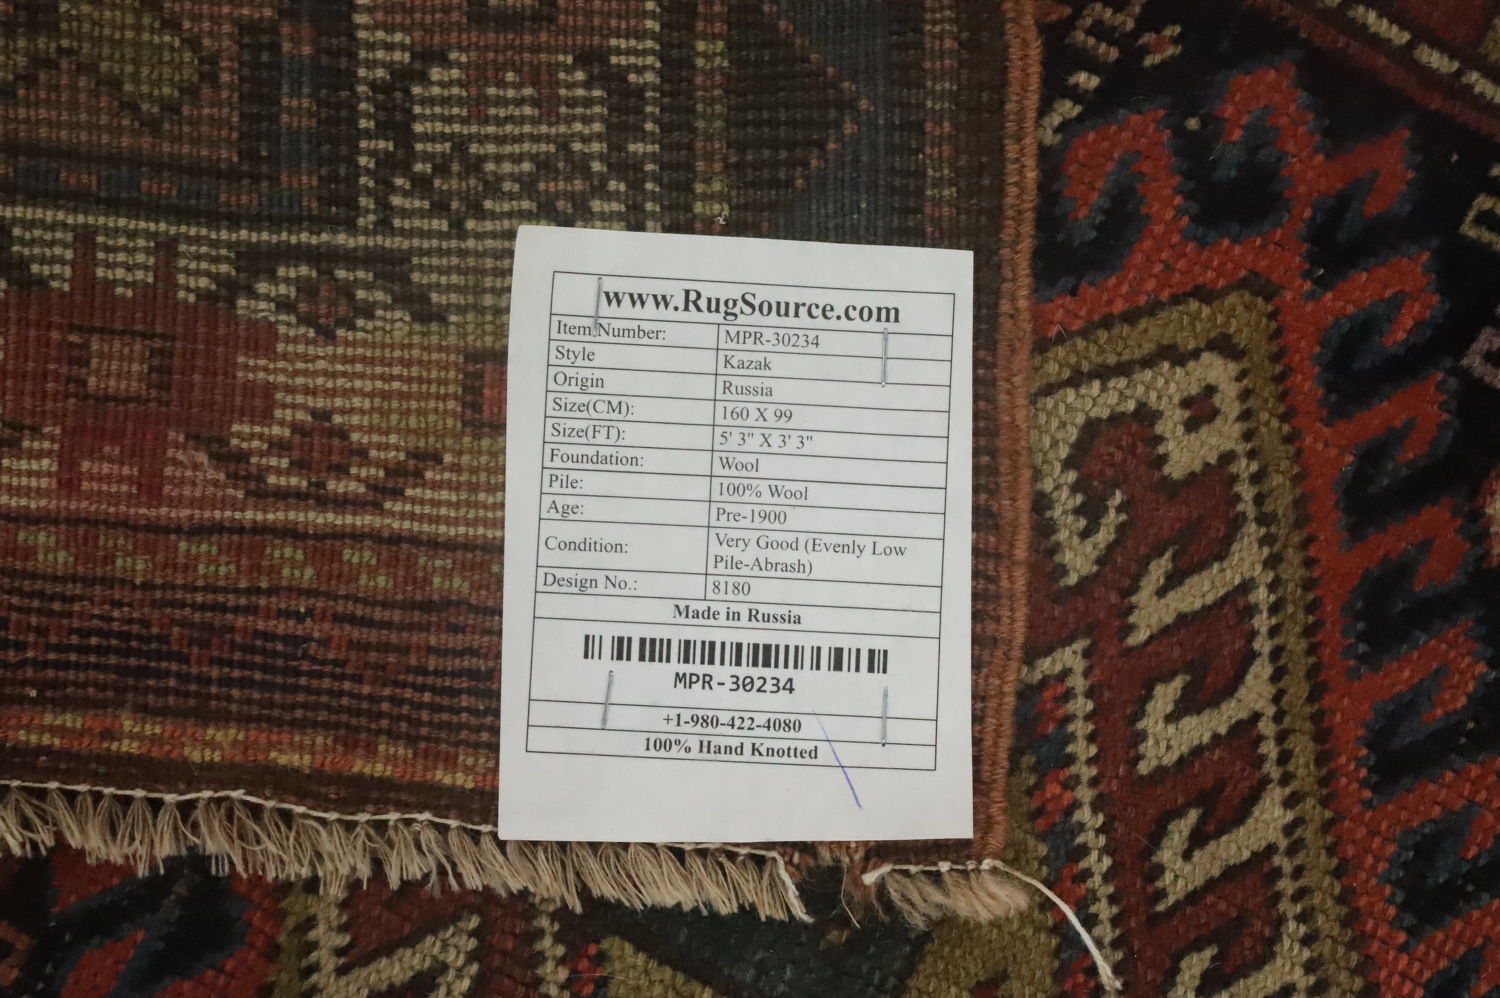 www.RugSource.com
Item Number: MPR-30234
Style Kazak
Origin Russia
Size(CM): 160 X 99
Size(FT): 5' 3" X 3' 3"
Foundation: Wool
Pile: 100% Wool
Age: Pre-1900
Condition: Very Good (Evenly Low
Pile-Abrash)
Design No.: 8180
Made in Russia
MPR-30234
+1-980-422-4080
100% Hand Knotted